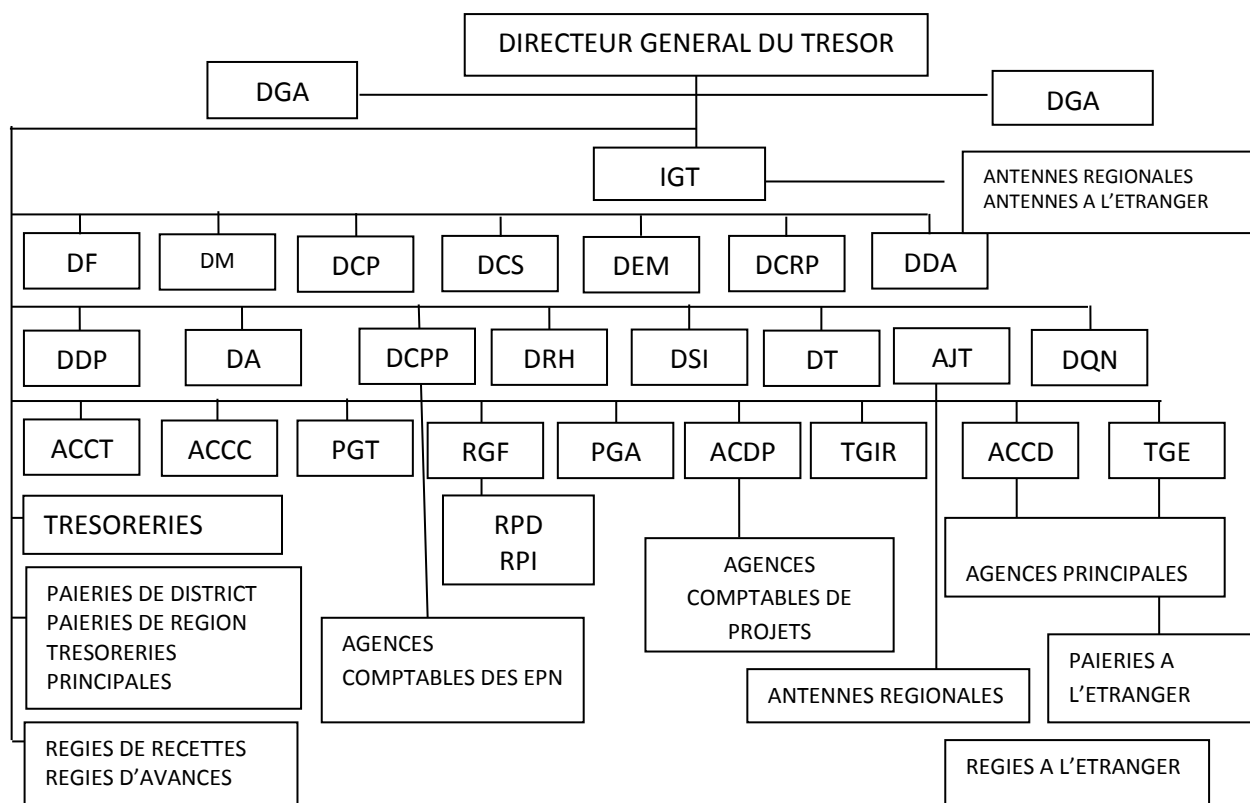 DIRECTEUR GENERAL DU TRESOR
DGA
DGA
IGT
ANTENNES REGIONALES
ANTENNES A L’ETRANGER
DF
DM
DCP
DCS
DEM
DCRP
DDA
DDP
DA
DCPP
DRH
DSI
DT
AJT
DQN
ACCT
ACCC
PGT
RGF
PGA
ACDP
TGIR
ACCD
TGE
TRESORERIES
RPD
RPI
AGENCES
COMPTABLES DE
PROJETS
AGENCES PRINCIPALES
PAIERIES DE DISTRICT
PAIERIES DE REGION
TRESORERIES
PRINCIPALES
AGENCES
COMPTABLES DES EPN
ANTENNES REGIONALES
PAIERIES A
L’ETRANGER
REGIES DE RECETTES
REGIES D’AVANCES
REGIES A L’ETRANGER